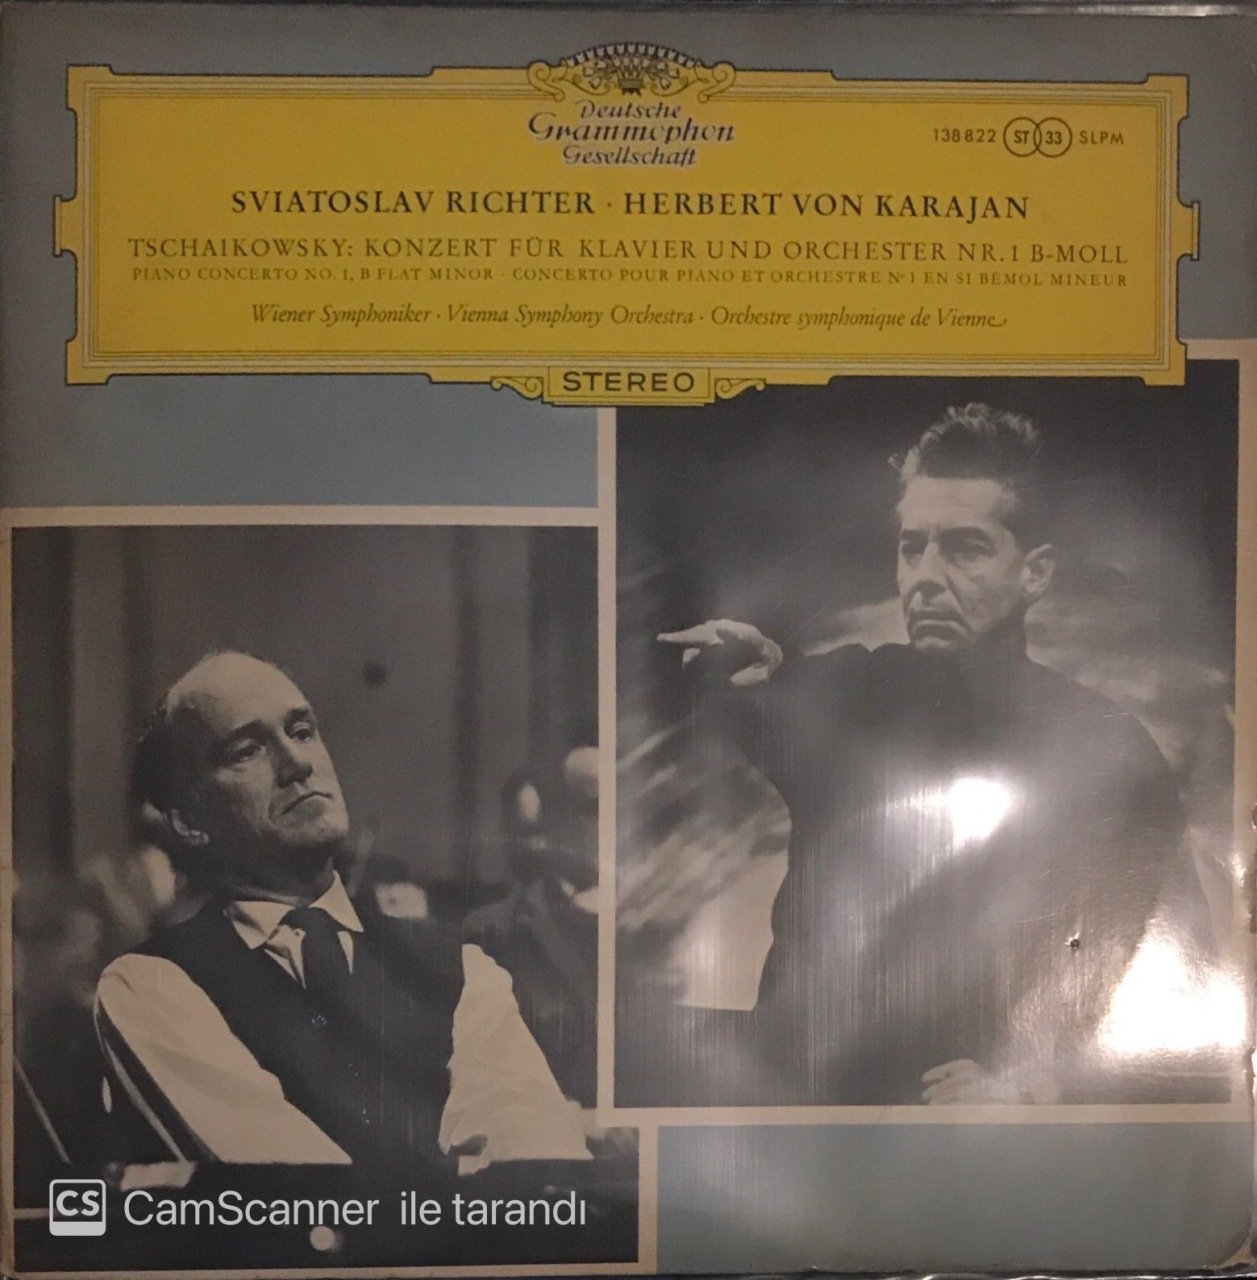 Deutsche
Grammophon
Gesellschaft
138 822 ST 33 SLPM
SVIATOSLAV RICHTER · HERBERT VON KARAJAN
TSCHAIKOWSKY: KONZERT FÜR KLAVIER UND ORCHESTER NR. 1 B-MOLL
PIANO CONCERTO NO. 1, B FLAT MINOR · CONCERTO POUR PIANO ET ORCHESTRE Nº 1 EN SI BÉMOL MINEUR
Wiener Symphoniker · Vienna Symphony Orchestra · Orchestre symphonique de Vienne
STEREO
CS CamScanner ile tarandı